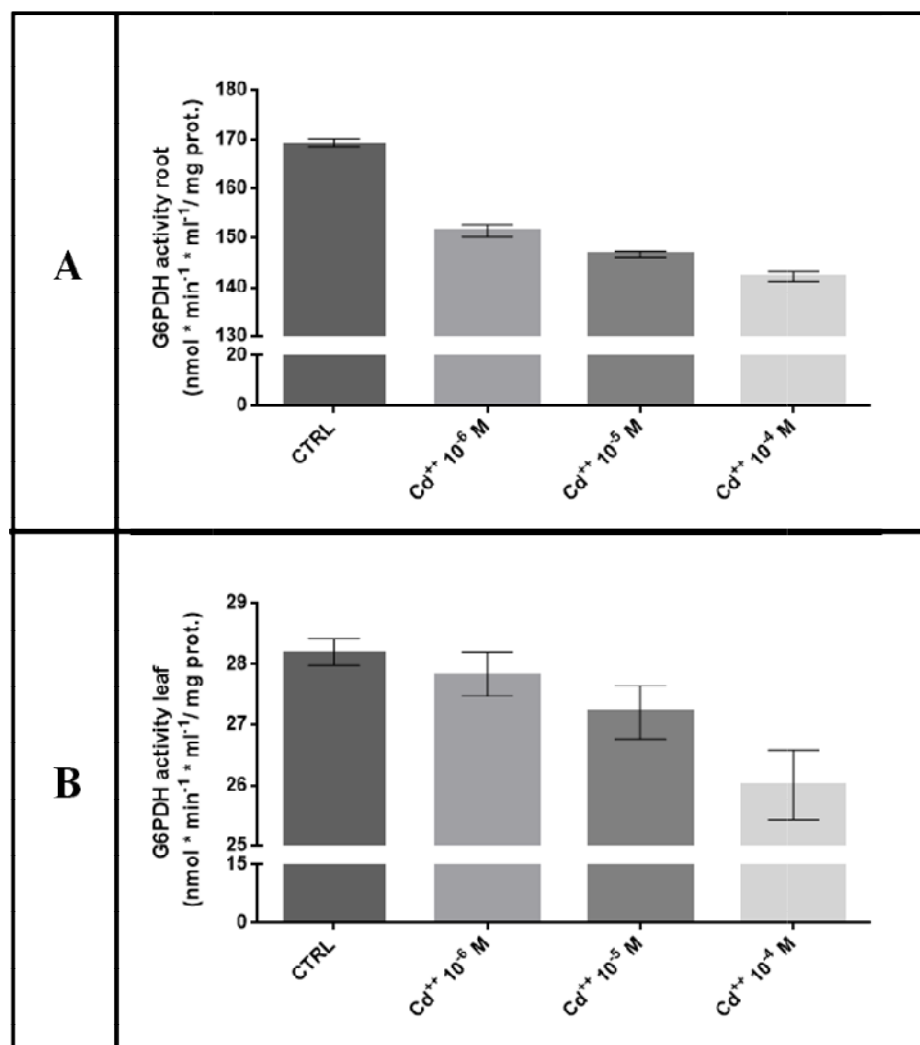 A
G6PDH activity root
(nmol * min⁻¹ * ml⁻¹/ mg prot.)
180
170
160
150
140
130
20
0
CTRL
Cd⁺⁺ 10⁻⁶ M
Cd⁺⁺ 10⁻⁵ M
Cd⁺⁺ 10⁻⁴ M
B
G6PDH activity leaf
(nmol * min⁻¹ * ml⁻¹/ mg prot.)
29
28
27
26
25
15
0
CTRL
Cd⁺⁺ 10⁻⁶ M
Cd⁺⁺ 10⁻⁵ M
Cd⁺⁺ 10⁻⁴ M